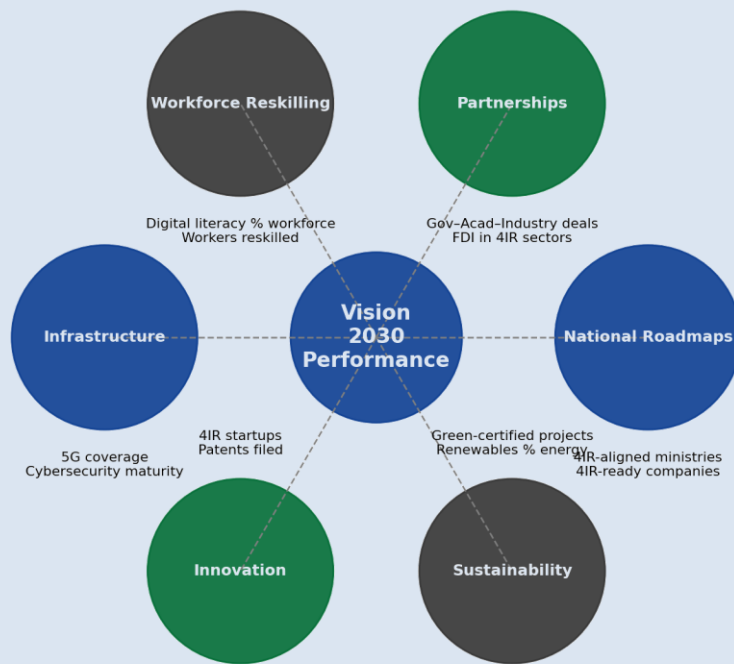 Workforce Reskilling
Partnerships
Digital literacy % workforce
Workers reskilled
Gov–Acad–Industry deals
FDI in 4IR sectors
Infrastructure
Vision
2030
Performance
National Roadmaps
4IR startups
Patents filed
Green-certified projects
Renewables % energy
5G coverage
Cybersecurity maturity
4IR-aligned ministries
4IR-ready companies
Innovation
Sustainability